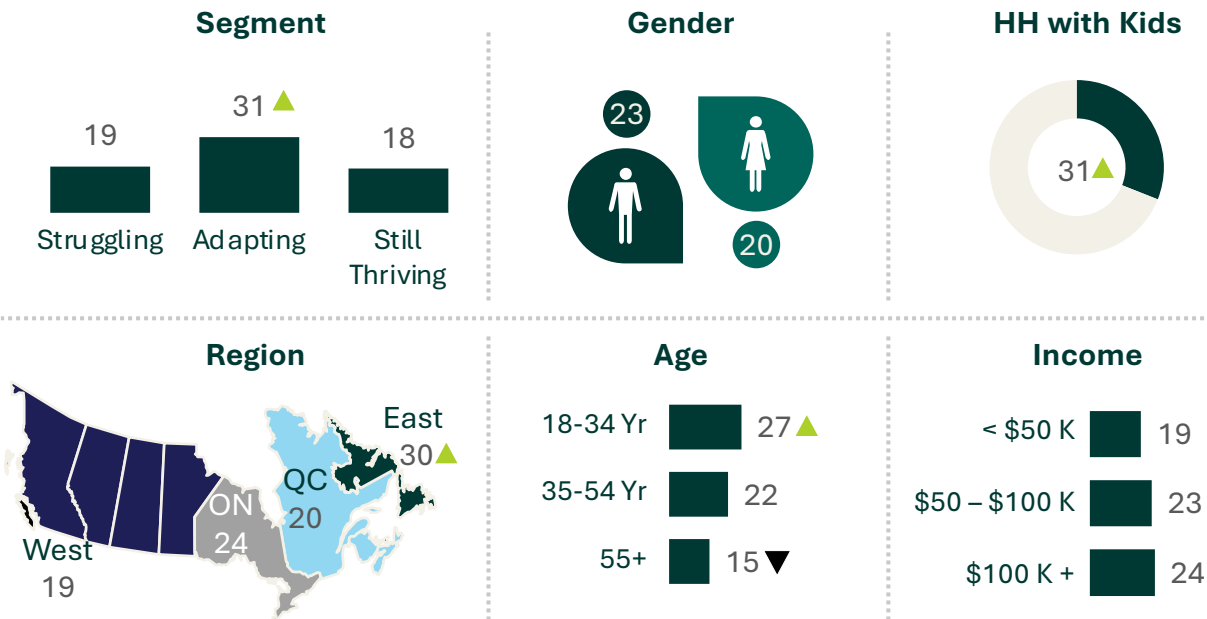 Segment
19
31
18
Struggling
Adapting
Still
Thriving
Gender
23
20
HH with Kids
31
Region
East
30
QC
20
ON
24
West
19
Age
18-34 Yr
27
35-54 Yr
22
55+
15
Income
< $50 K
19
$50 – $100 K
23
$100 K +
24